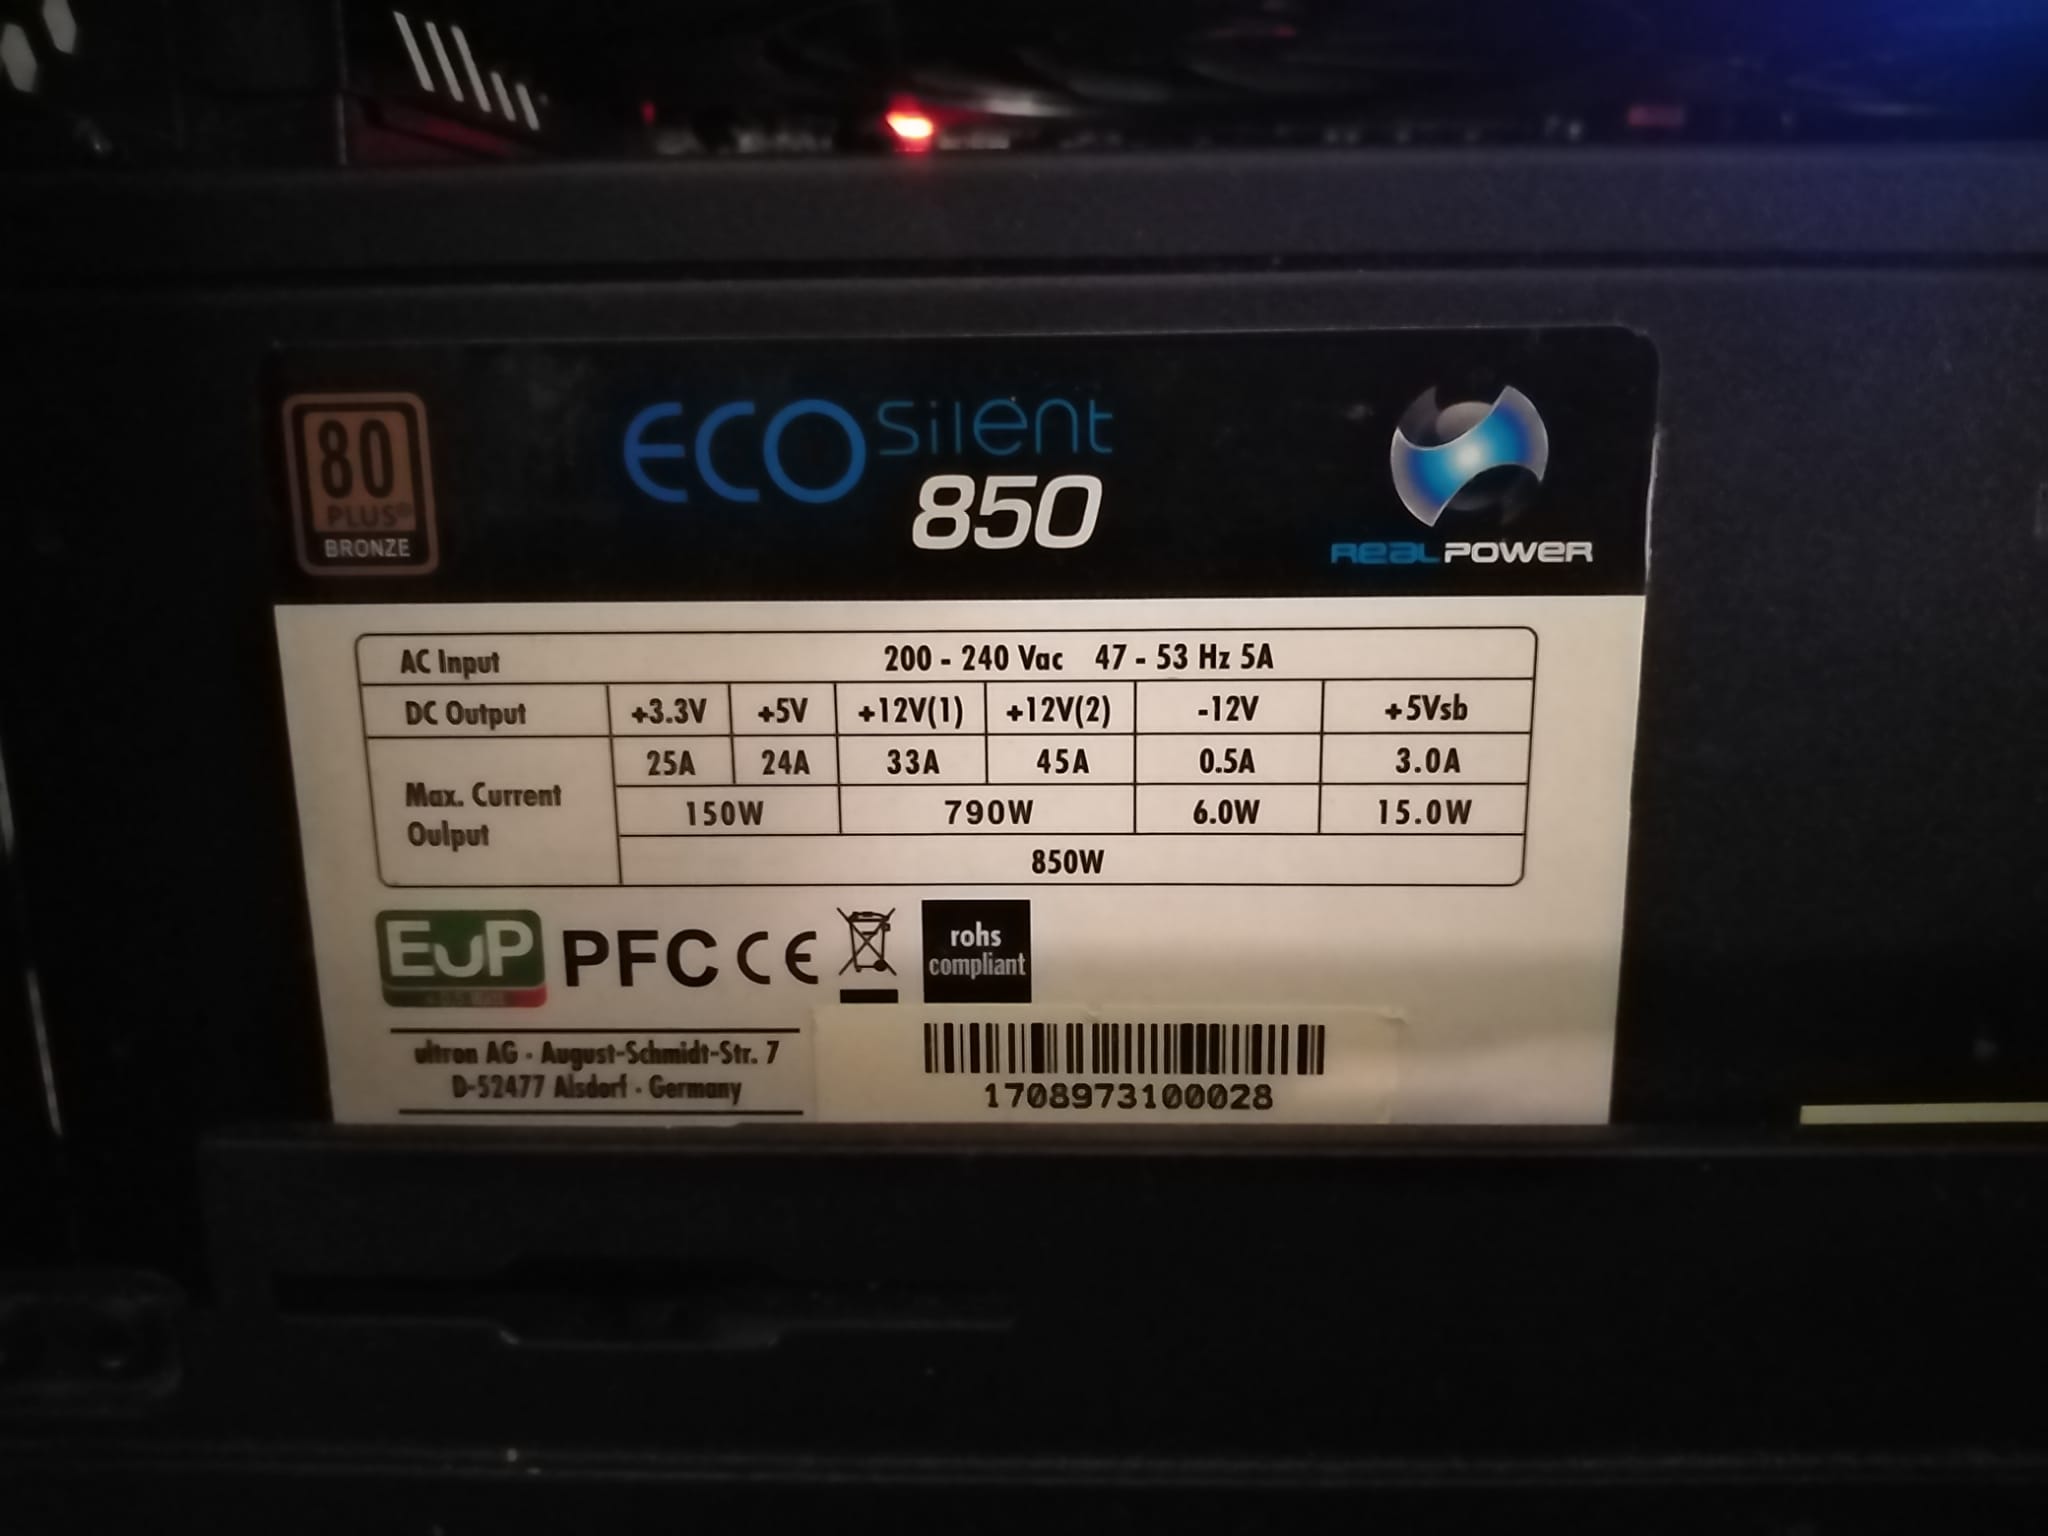 80
PLUS®
BRONZE
ECO Silent
850
REALPOWER
AC Input 200 - 240 Vac 47 - 53 Hz 5A
DC Output +3.3V +5V +12V(1) +12V(2) -12V +5Vsb
Max. Current Oulput 25A 24A 33A 45A 0.5A 3.0A
150W 790W 6.0W 15.0W
850W
EuP PFC CE rohs
compliant
ultron AG · August-Schmidt-Str. 7
D-52477 Alsdorf · Germany
1708973100028